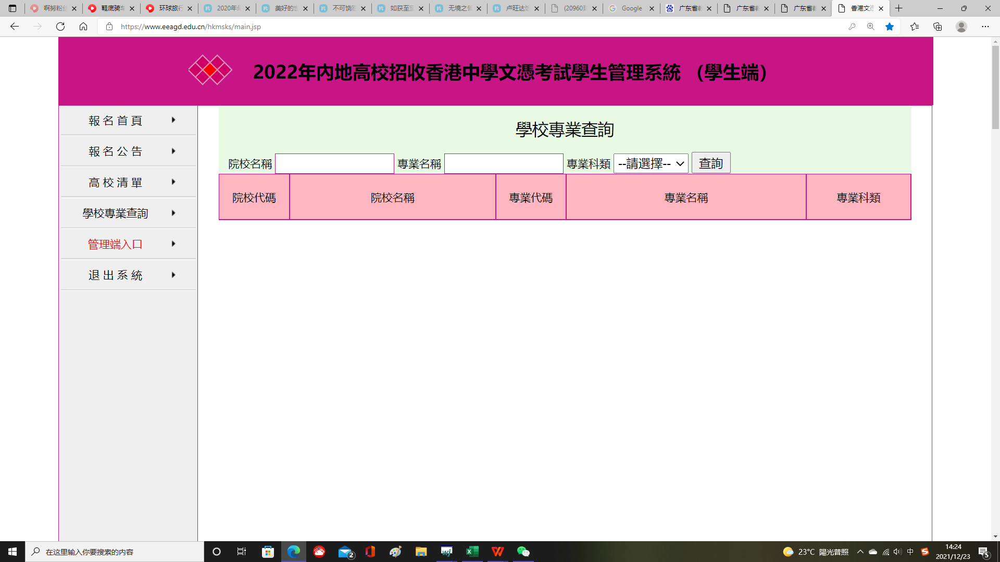 鞋底骑车
环球旅行
2020年
美好的世
不可饶恕
如获至宝
无境之
卢旺达饭
Google
广东省
广东省
广东省
香港文凭
https://www.eeagd.edu.cn/hkmsks/main.jsp
2022年內地高校招收香港中學文憑考試學生管理系統 （學生端）
報 名 首 頁
報 名 公 告
高 校 清 單
學校專業查詢
管理端入口
退 出 系 統
學校專業查詢
院校名稱 專業名稱 專業科類 --請選擇-- 查詢
院校代碼 院校名稱 專業代碼 專業名稱 專業科類
在这里输入你要搜索的内容
2
23°C 陽光普照
中
14:24
2021/12/23
5